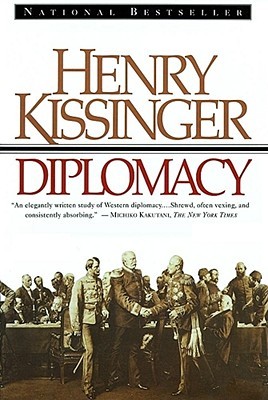 NATIONAL BESTSELLER
HENRY
KISSINGER
DIPLOMACY
"An elegantly written study of Western diplomacy....Shrewd, often vexing, and
consistently absorbing." — MICHIKO KAKUTANI, THE NEW YORK TIMES